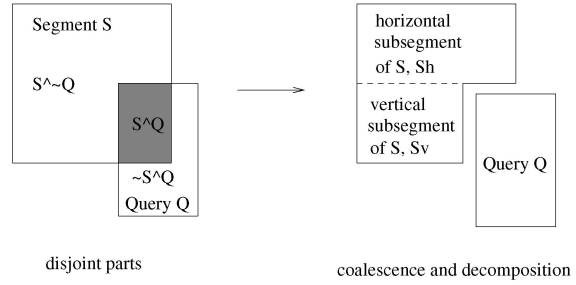 Segment S
S^~Q
S^Q
~S^Q
Query Q
disjoint parts
horizontal
subsegment
of S, Sh
vertical
subsegment
of S, Sv
Query Q
coalescence and decomposition